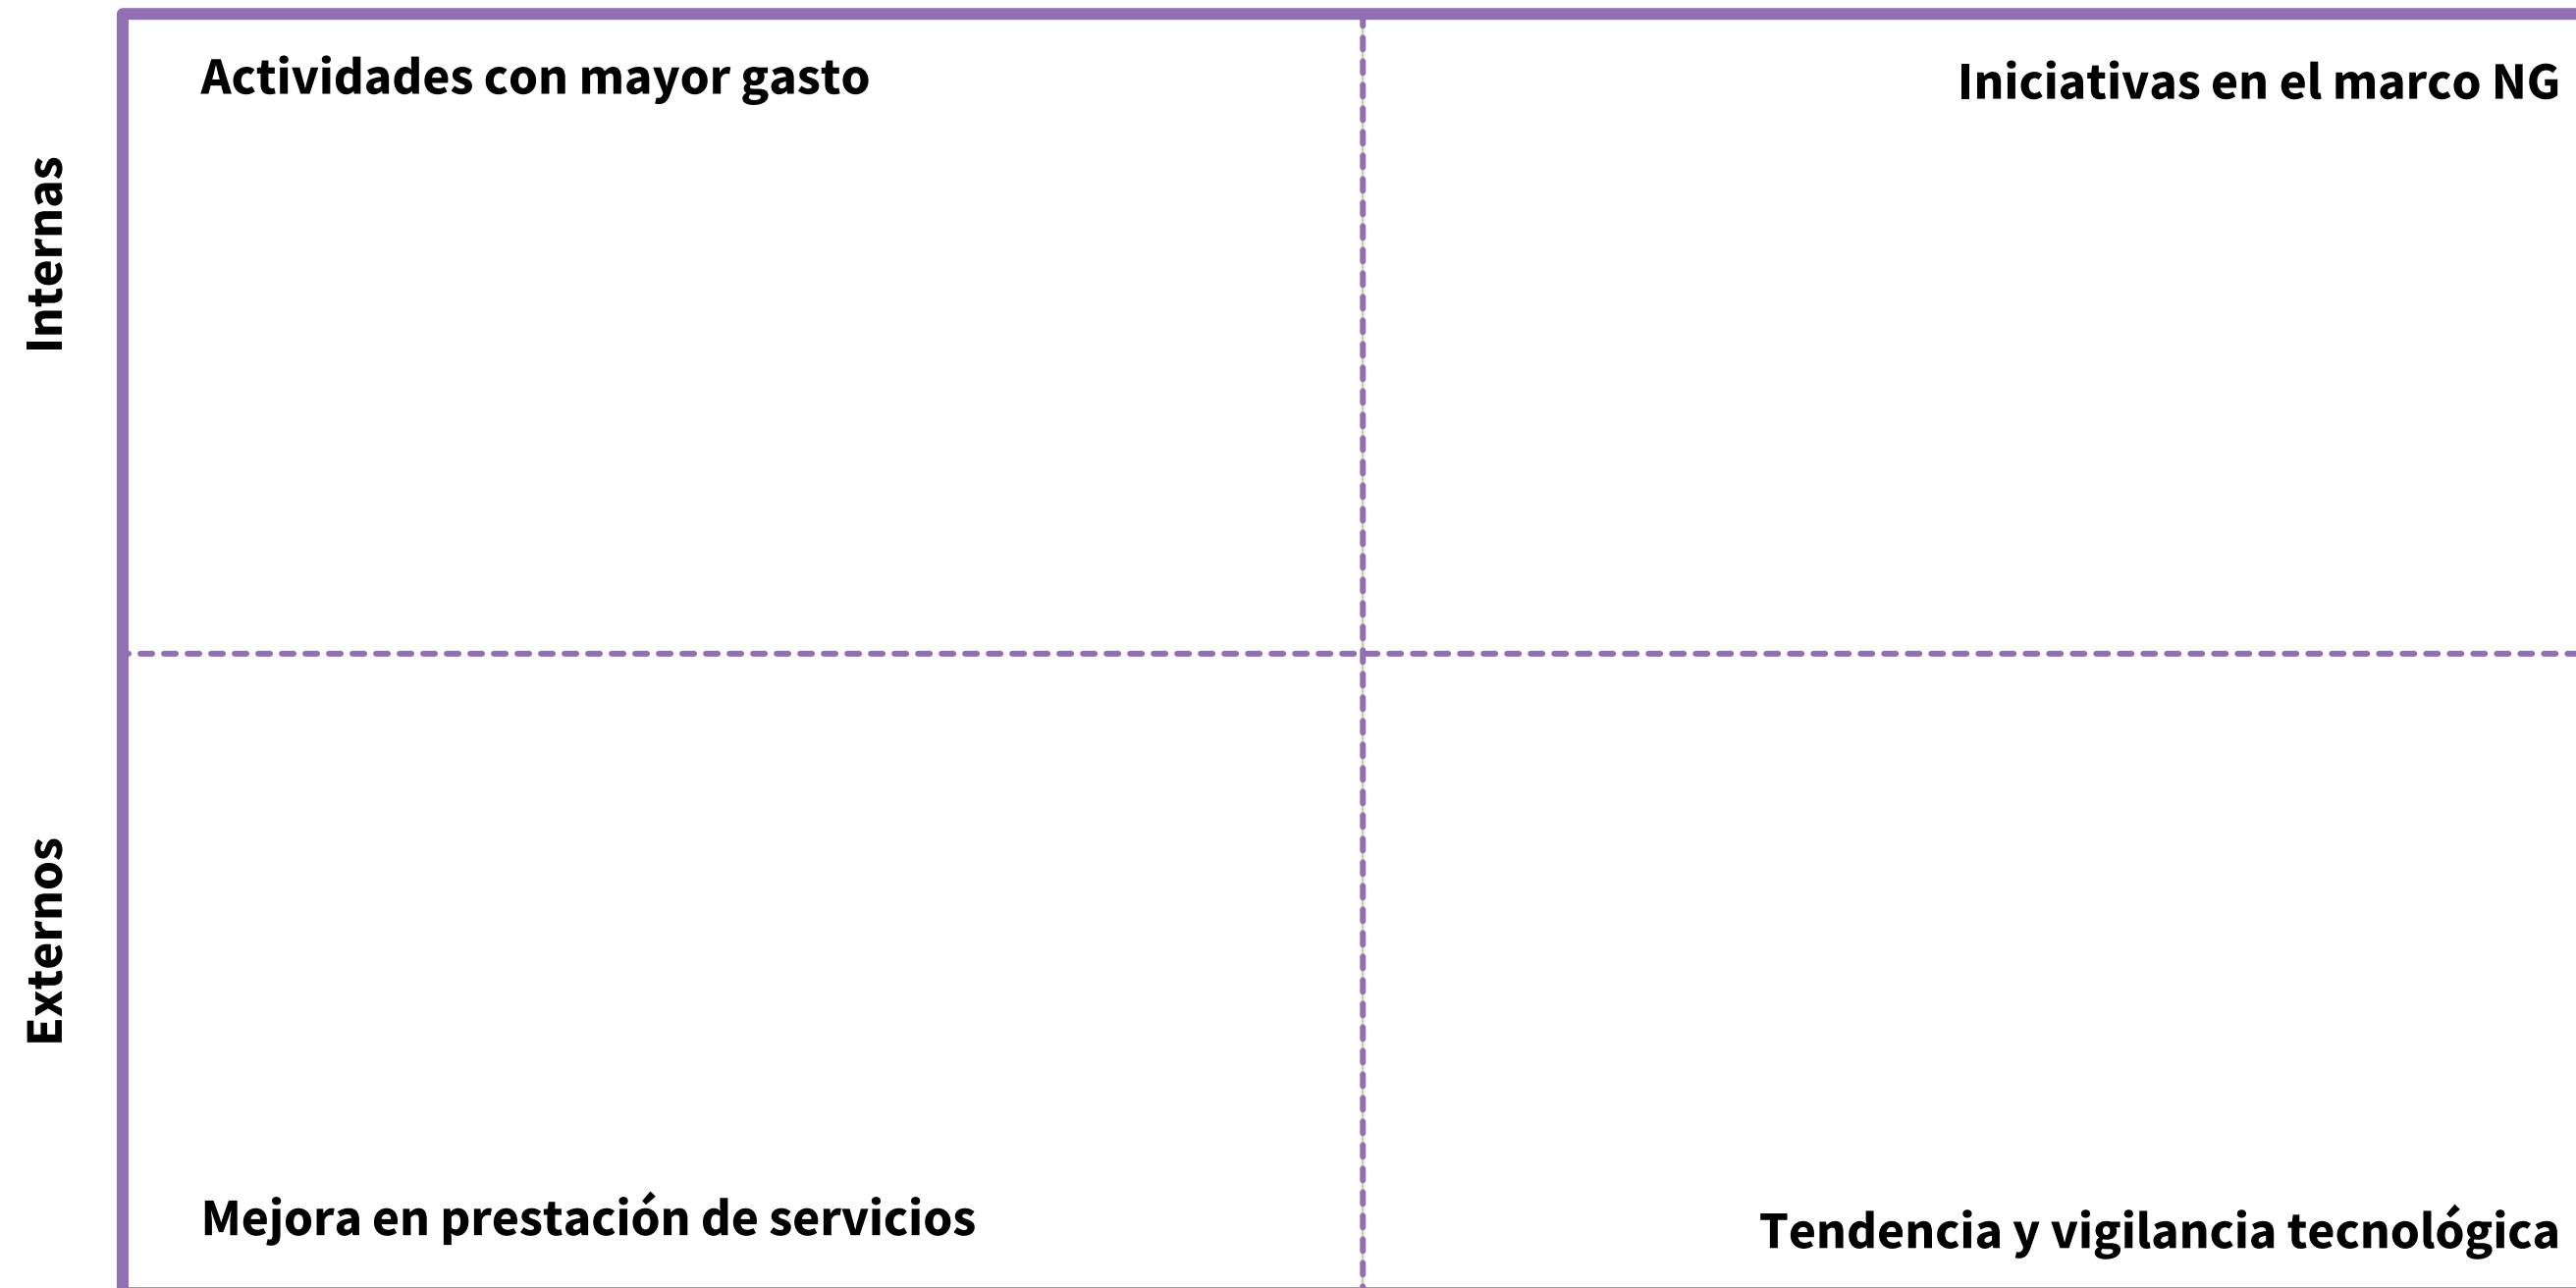 Actividades con mayor gasto
Iniciativas en el marco NG
Internas
Externos
Mejora en prestación de servicios
Tendencia y vigilancia tecnológica